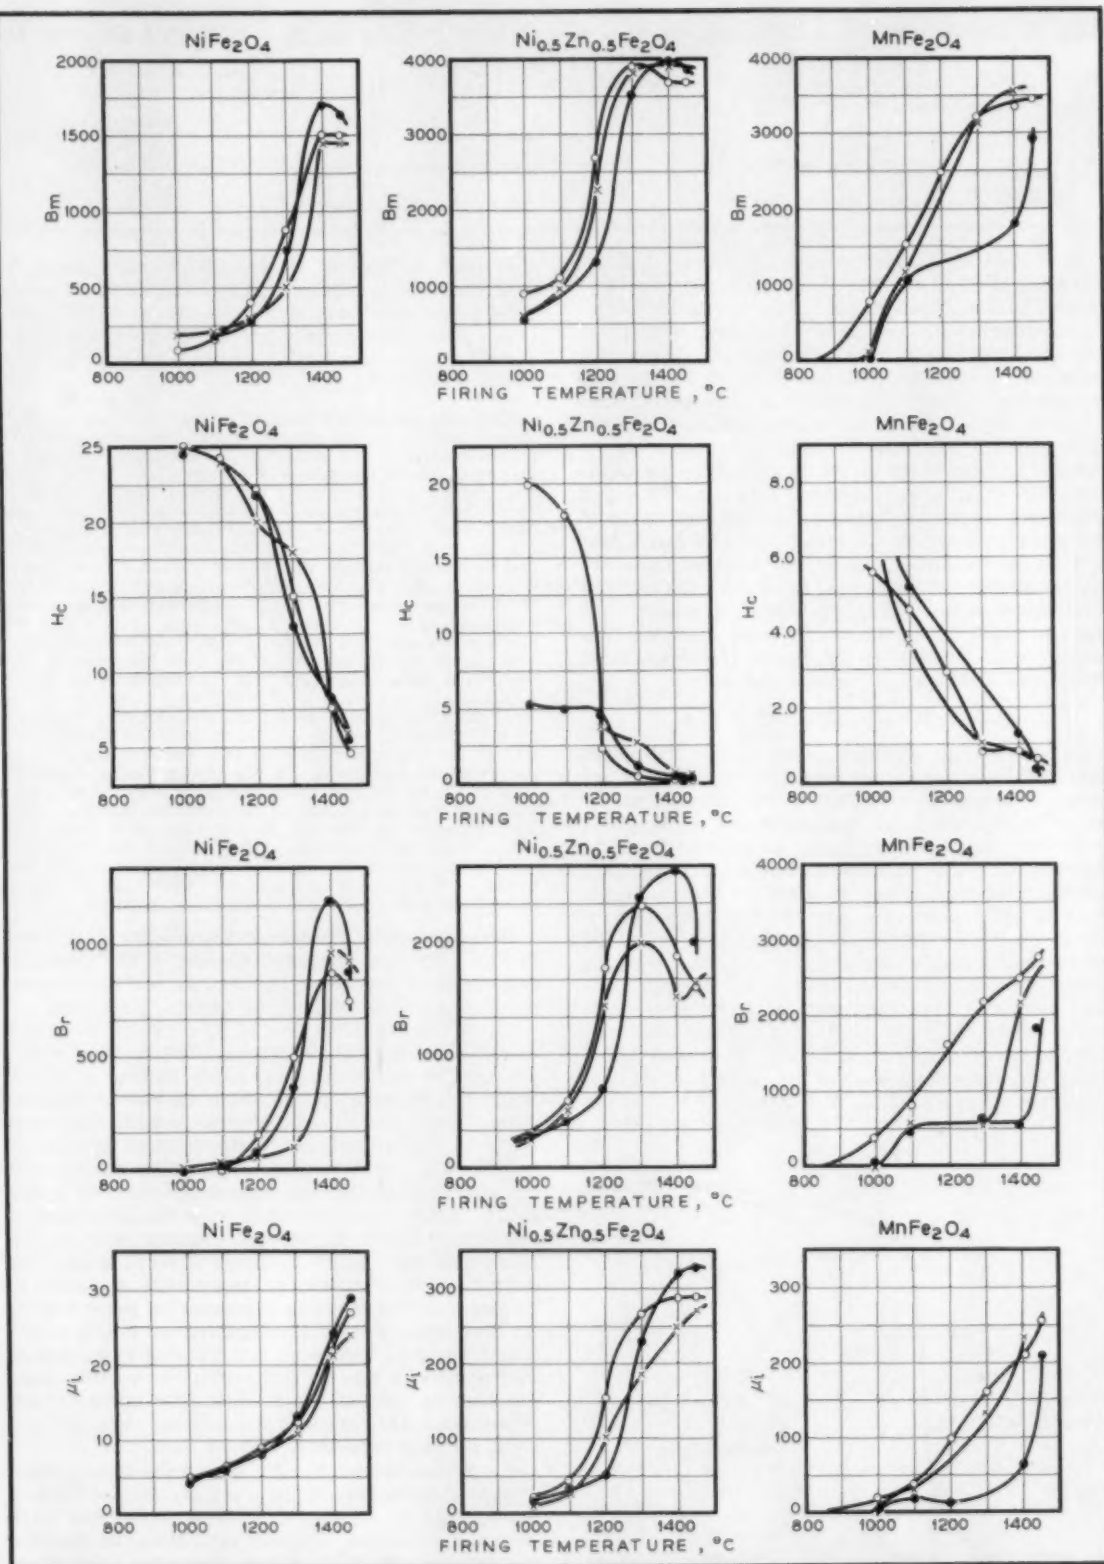 NiFe2O4
Ni0.5Zn0.5Fe2O4
MnFe2O4
Bm
2000
1500
1000
500
0
800 1000 1200 1400
Bm
4000
3000
2000
1000
0
800 1000 1200 1400
FIRING TEMPERATURE, °C
Bm
4000
3000
2000
1000
0
800 1000 1200 1400
NiFe2O4
Ni0.5Zn0.5Fe2O4
MnFe2O4
Hc
25
20
15
10
5
800 1000 1200 1400
Hc
20
15
10
5
0
800 1000 1200 1400
FIRING TEMPERATURE, °C
Hc
8.0
6.0
4.0
2.0
0
800 1000 1200 1400
NiFe2O4
Ni0.5Zn0.5Fe2O4
MnFe2O4
Br
1000
500
0
800 1000 1200 1400
Br
2000
1000
0
800 1000 1200 1400
FIRING TEMPERATURE, °C
Br
4000
3000
2000
1000
0
800 1000 1200 1400
NiFe2O4
Ni0.5Zn0.5Fe2O4
MnFe2O4
μi
30
20
10
0
800 1000 1200 1400
μi
300
200
100
0
800 1000 1200 1400
FIRING TEMPERATURE, °C
μi
300
200
100
0
800 1000 1200 1400